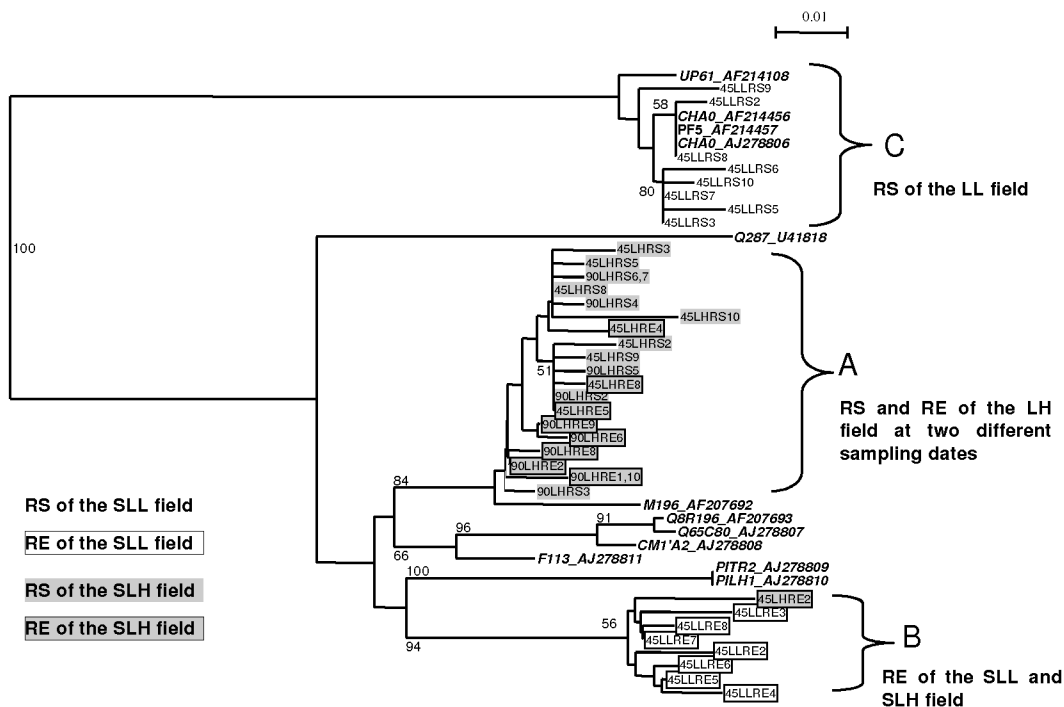 0.01
UP61_AF214108
45LLRS9
58
45LLRS2
CHA0_AF214456
PF5_AF214457
CHA0_AJ278806
45LLRS8
45LLRS6
45LLRS10
80
45LLRS7
45LLRS5
45LLRS3
C
RS of the LL field
100
Q287_U41818
45LHRS3
45LHRS5
90LHRS6,7
45LHRS8
90LHRS4
45LHRS10
45LHRE4
45LHRS2
45LHRS9
51
90LHRS5
45LHRE8
90LHRS2
45LHRE5
90LHRE9
90LHRE6
90LHRE8
90LHRE2
90LHRE1,10
90LHRS3
A
RS and RE of the LH
field at two different
sampling dates
84
M196_AF207692
Q8R196_AF207693
91
Q65C80_AJ278807
96
CM1'A2_AJ278808
66
F113_AJ278811
100
PITR2_AJ278809
PILH1_AJ278810
45LHRE2
45LLRE3
56
45LLRE8
45LLRE7
94
45LLRE2
45LLRE6
45LLRE5
45LLRE4
B
RE of the SLL and
SLH field
RS of the SLL field
RE of the SLL field
RS of the SLH field
RE of the SLH field